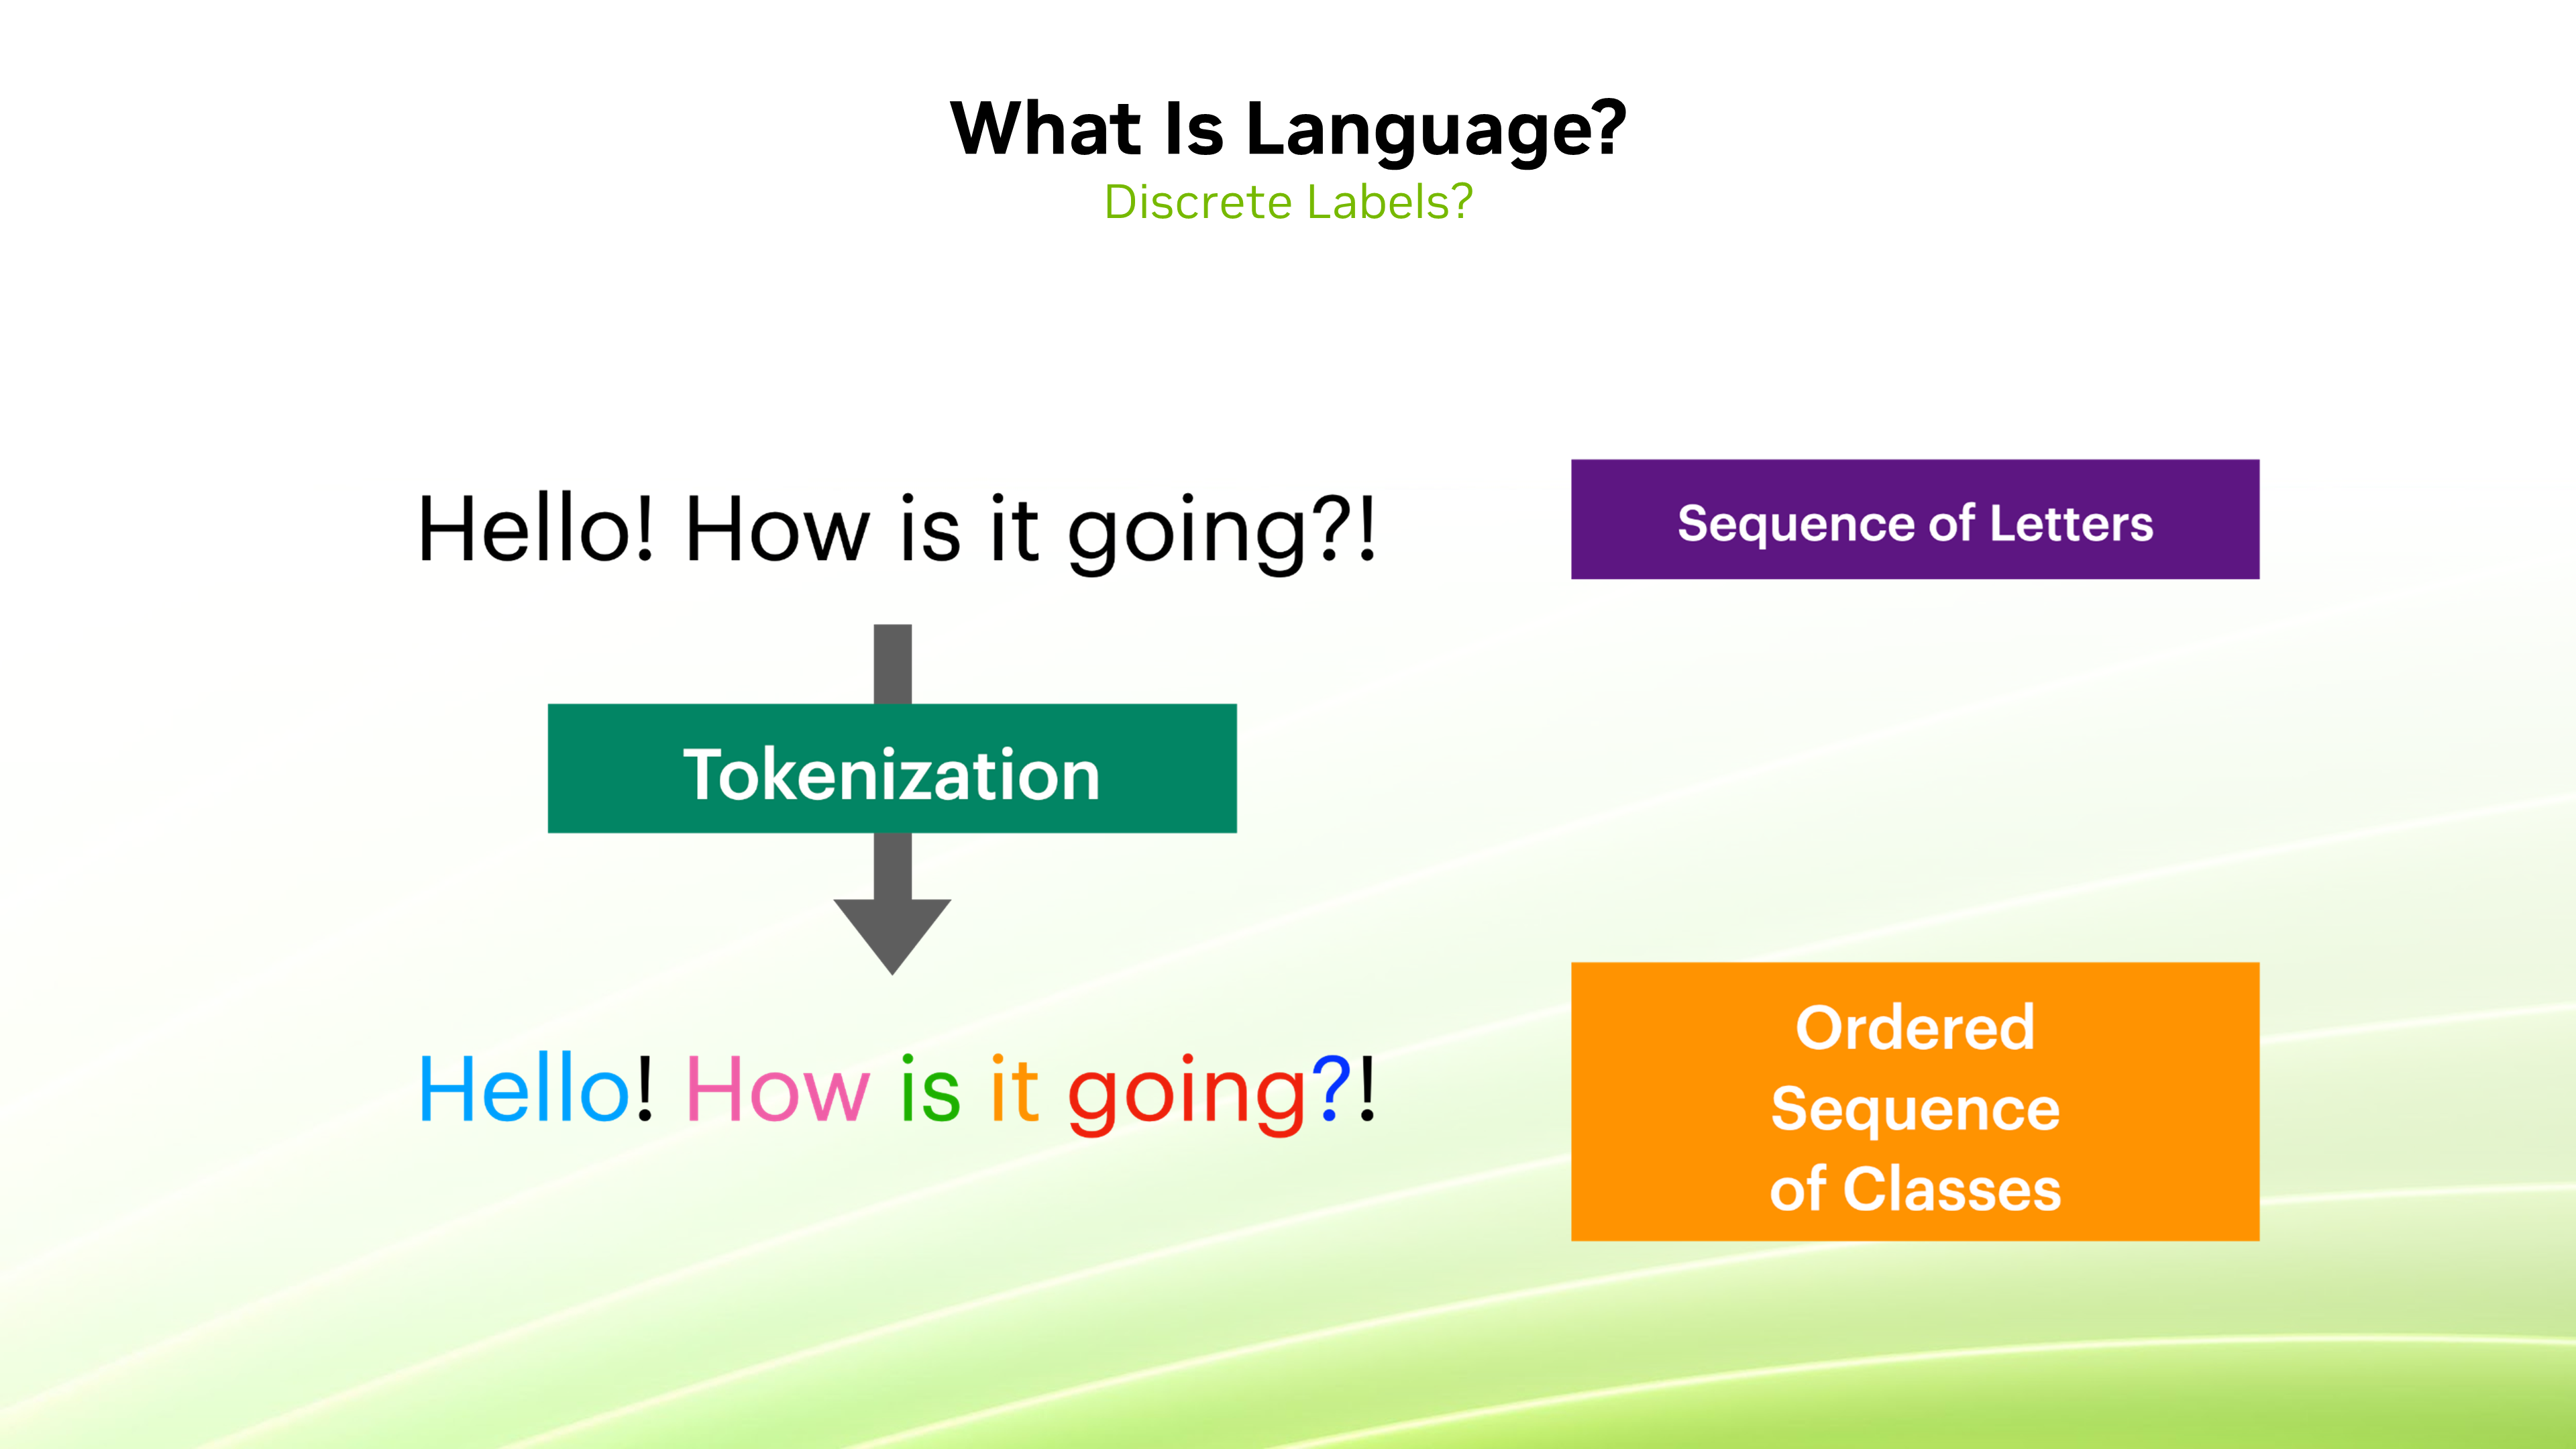 What Is Language?
Discrete Labels?
Hello! How is it going?!
Sequence of Letters
Tokenization
Hello! How is it going?!
Ordered
Sequence
of Classes